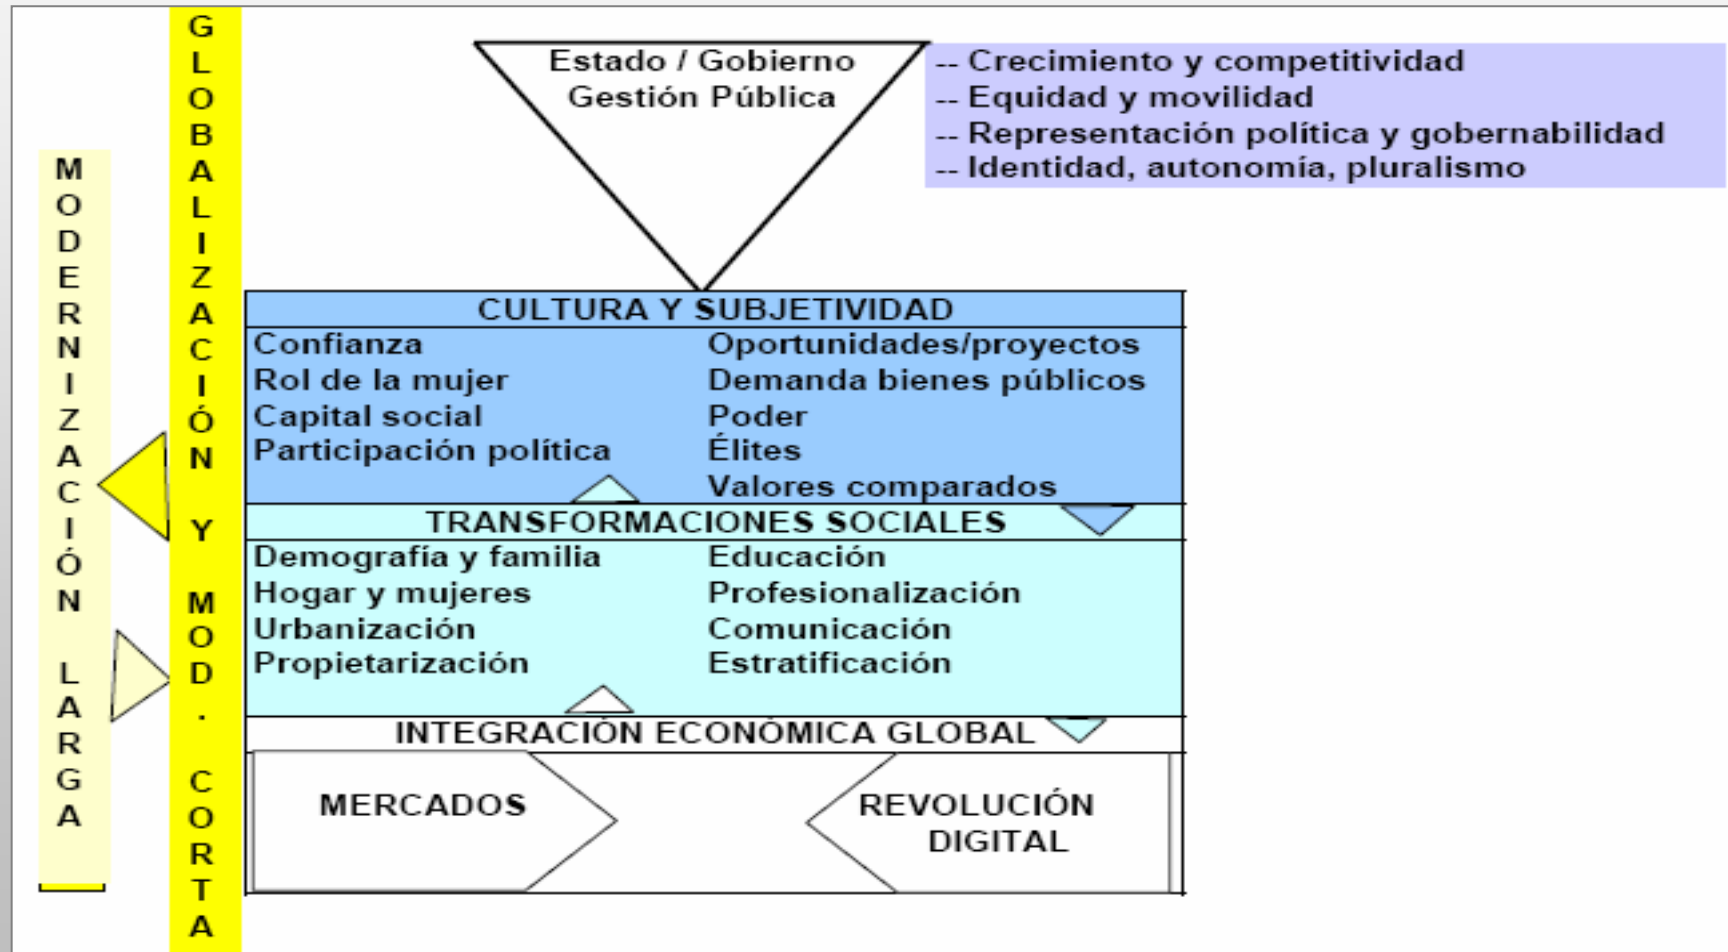 MODERNIZACIÓN LARGA
GLOBALIZACIÓN Y MOD. CORTA
Estado / Gobierno
Gestión Pública
-- Crecimiento y competitividad
-- Equidad y movilidad
-- Representación política y gobernabilidad
-- Identidad, autonomía, pluralismo
CULTURA Y SUBJETIVIDAD
Confianza
Rol de la mujer
Capital social
Participación política
Oportunidades/proyectos
Demanda bienes públicos
Poder
Élites
Valores comparados
TRANSFORMACIONES SOCIALES
Demografía y familia
Hogar y mujeres
Urbanización
Propietarización
Educación
Profesionalización
Comunicación
Estratificación
INTEGRACIÓN ECONÓMICA GLOBAL
MERCADOS
REVOLUCIÓN
DIGITAL